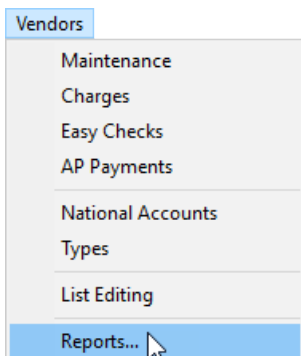 Vendors
Maintenance
Charges
Easy Checks
AP Payments
National Accounts
Types
List Editing
Reports...